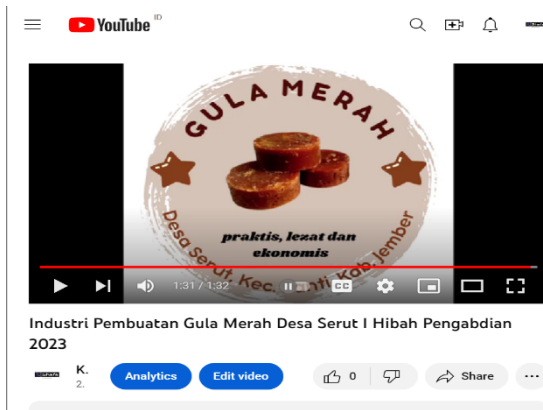 YouTube ID
GULA MERAH
praktis, lezat dan
ekonomis
Desa Serut, Kec. Kab. Jember
1:31 / 1:32
CC
Industri Pembuatan Gula Merah Desa Serut I Hibah Pengabdian
2023
K.
2.
Analytics
Edit video
0
Share